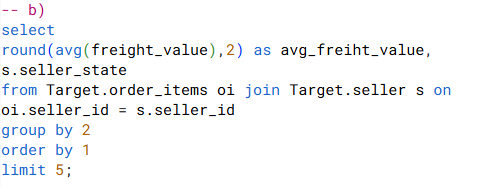 -- b)
select
round(avg(freight_value),2) as avg_freiht_value,
s.seller_state
from Target.order_items oi join Target.seller s on
oi.seller_id = s.seller_id
group by 2
order by 1
limit 5;